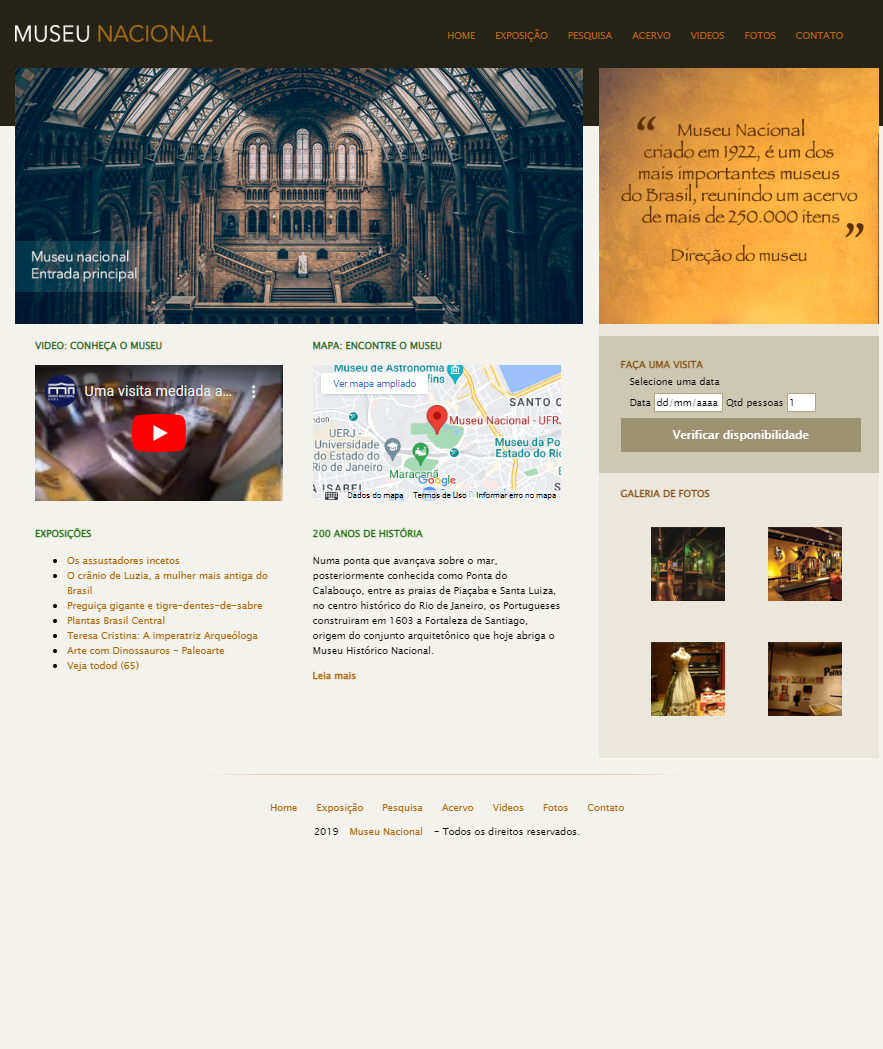 MUSEU NACIONAL
HOME EXPOSIÇÃO PESQUISA ACERVO VIDEOS FOTOS CONTATO
Museu nacional
Entrada principal
“ Museu Nacional
criado em 1922, é um dos
mais importantes museus
do Brasil, reunindo um acervo
de mais de 250.000 itens ”
Direção do museu
VIDEO: CONHEÇA O MUSEU
Uma visita mediada a...
MUSEU NACIONAL
MAPA: ENCONTRE O MUSEU
Museu de Astronomia
fins
Ver mapa ampliado
SANTO C
Museu Nacional - UFRJ
UERJ -
Universidade
do Estado do
Rio de Janeiro
Museu da Po
do Estado do Ri
Maracanã
Google
ISABEL
Dados do mapa Termos de Uso Informar erro no mapa
FAÇA UMA VISITA
Selecione uma data
Data dd/mm/aaaa Qtd pessoas 1
Verificar disponibilidade
GALERIA DE FOTOS
EXPOSIÇÕES
Os assustadores incetos
O crânio de Luzia, a mulher mais antiga do
Brasil
Preguiça gigante e tigre-dentes-de-sabre
Plantas Brasil Central
Teresa Cristina: A imperatriz Arqueóloga
Arte com Dinossauros - Paleoarte
Veja todod (65)
200 ANOS DE HISTÓRIA
Numa ponta que avançava sobre o mar,
posteriormente conhecida como Ponta do
Calabouço, entre as praias de Piaçaba e Santa Luiza,
no centro histórico do Rio de Janeiro, os Portugueses
construiram em 1603 a Fortaleza de Santiago,
origem do conjunto arquitetônico que hoje abriga o
Museu Histórico Nacional.
Leia mais
Home Exposição Pesquisa Acervo Videos Fotos Contato
2019 Museu Nacional - Todos os direitos reservados.